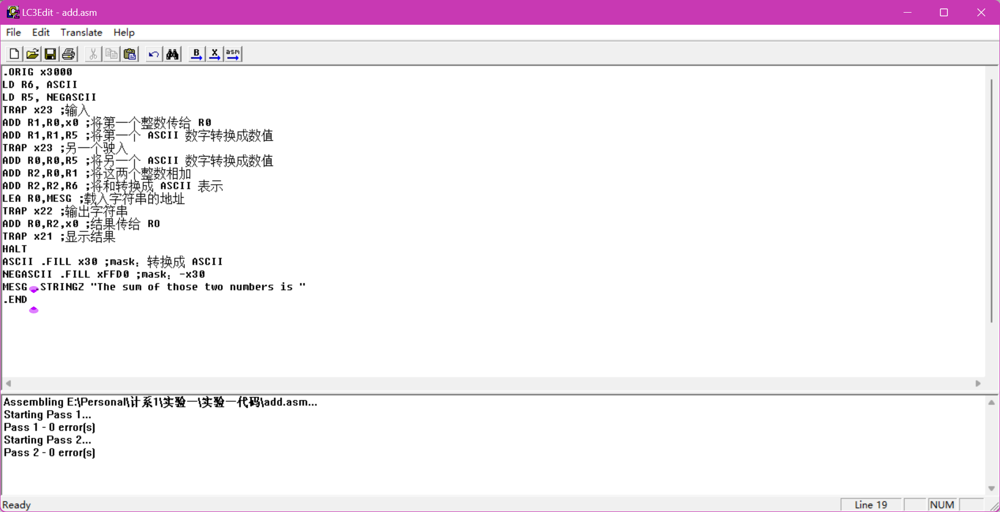 LC3Edit - add.asm
File Edit Translate Help
B X asm
.ORIG x3000
LD R6, ASCII
LD R5, NEGASCII
TRAP x23 ;输入
ADD R1,R0,x0 ;将第一个整数传给 R0
ADD R1,R1,R5 ;将第一个 ASCII 数字转换成数值
TRAP x23 ;另一个驶入
ADD R0,R0,R5 ;将另一个 ASCII 数字转换成数值
ADD R2,R0,R1 ;将这两个整数相加
ADD R2,R2,R6 ;将和转换成 ASCII 表示
LEA R0,MESG ;载入字符串的地址
TRAP x22 ;输出字符串
ADD R0,R2,x0 ;结果传给 RO
TRAP x21 ;显示结果
HALT
ASCII .FILL x30 ;mask：转换成 ASCII
NEGASCII .FILL xFFD0 ;mask：-x30
MESG .STRINGZ "The sum of those two numbers is "
.END
Assembling E:\Personal\计系1\实验一\实验一代码\add.asm...
Starting Pass 1...
Pass 1 - 0 error(s)
Starting Pass 2...
Pass 2 - 0 error(s)
Ready Line 19 NUM